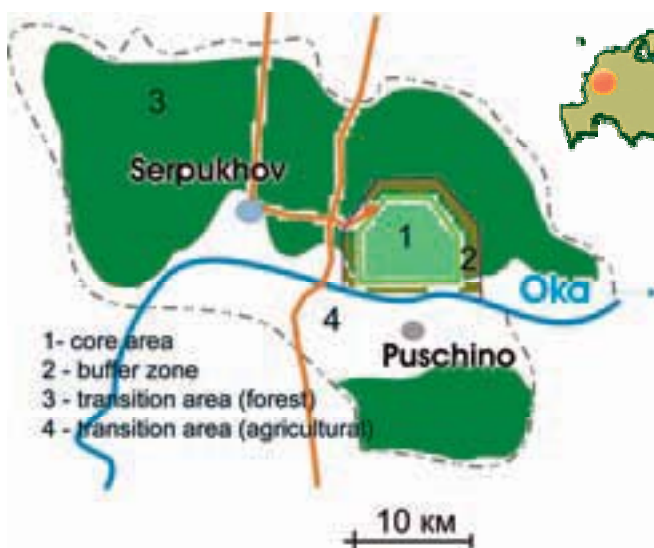 3
Serpukhov
1
2
Oka
4
Puschino
1- core area
2 - buffer zone
3 - transition area (forest)
4 - transition area (agricultural)
10 км